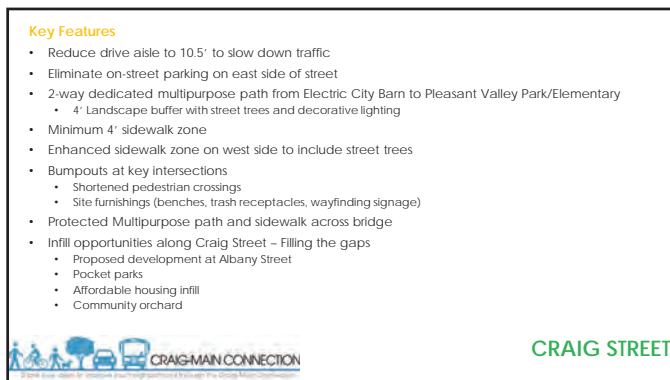 Key Features
• Reduce drive aisle to 10.5' to slow down traffic
• Eliminate on-street parking on east side of street
• 2-way dedicated multipurpose path from Electric City Barn to Pleasant Valley Park/Elementary
• 4' Landscape buffer with street trees and decorative lighting
• Minimum 4' sidewalk zone
• Enhanced sidewalk zone on west side to include street trees
• Bumpouts at key intersections
• Shortened pedestrian crossings
• Site furnishings (benches, trash receptacles, wayfinding signage)
• Protected Multipurpose path and sidewalk across bridge
• Infill opportunities along Craig Street – Filling the gaps
• Proposed development at Albany Street
• Pocket parks
• Affordable housing infill
• Community orchard
CRAIG-MAIN CONNECTION
CRAIG STREET